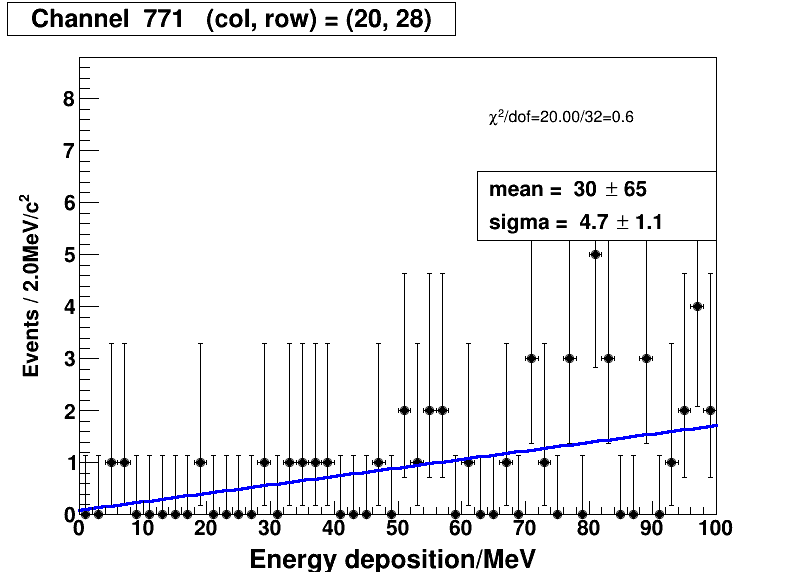 Channel 771 (col, row) = (20, 28)
χ²/dof=20.00/32=0.6
mean = 30 ± 65
sigma = 4.7 ± 1.1
Events / 2.0MeV/c²
8
7
6
5
4
3
2
1
0
0 10 20 30 40 50 60 70 80 90 100
Energy deposition/MeV